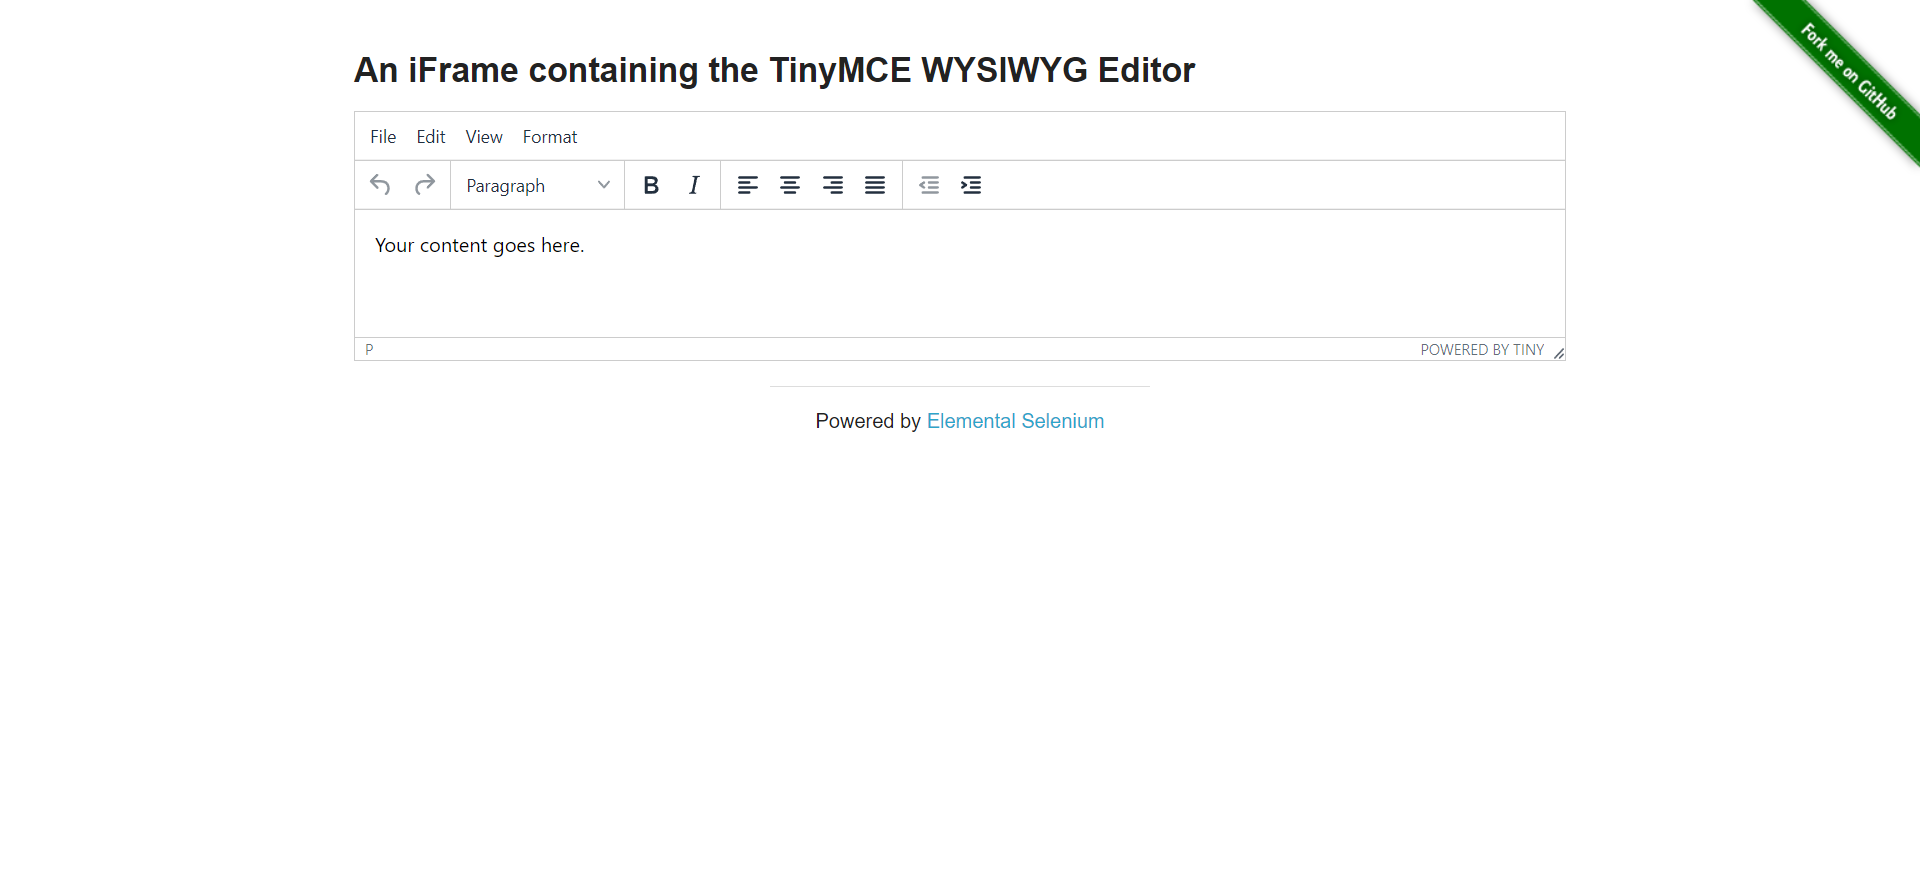 Fork me on GitHub
An iFrame containing the TinyMCE WYSIWYG Editor
File Edit View Format
Paragraph B I
Your content goes here.
P POWERED BY TINY
Powered by Elemental Selenium